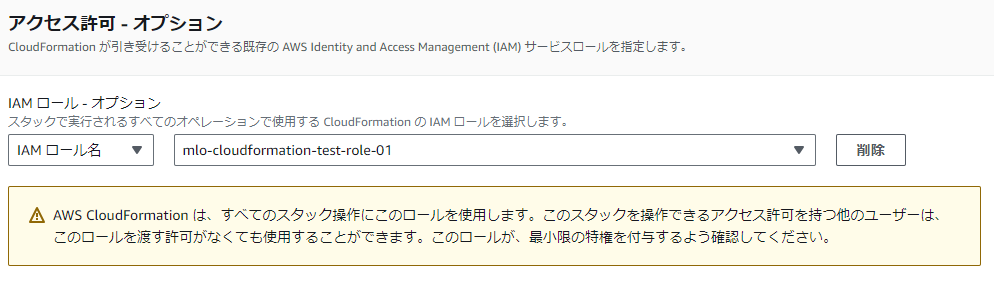 アクセス許可 - オプション
CloudFormation が引き受けることができる既存の AWS Identity and Access Management (IAM) サービスロールを指定します。
IAM ロール - オプション
スタックで実行されるすべてのオペレーションで使用する CloudFormation の IAM ロールを選択します。
IAM ロール名 mlo-cloudformation-test-role-01 削除
AWS CloudFormation は、すべてのスタック操作にこのロールを使用します。このスタックを操作できるアクセス許可を持つ他のユーザーは、
このロールを渡す許可がなくても使用することができます。このロールが、最小限の特権を付与するよう確認してください。